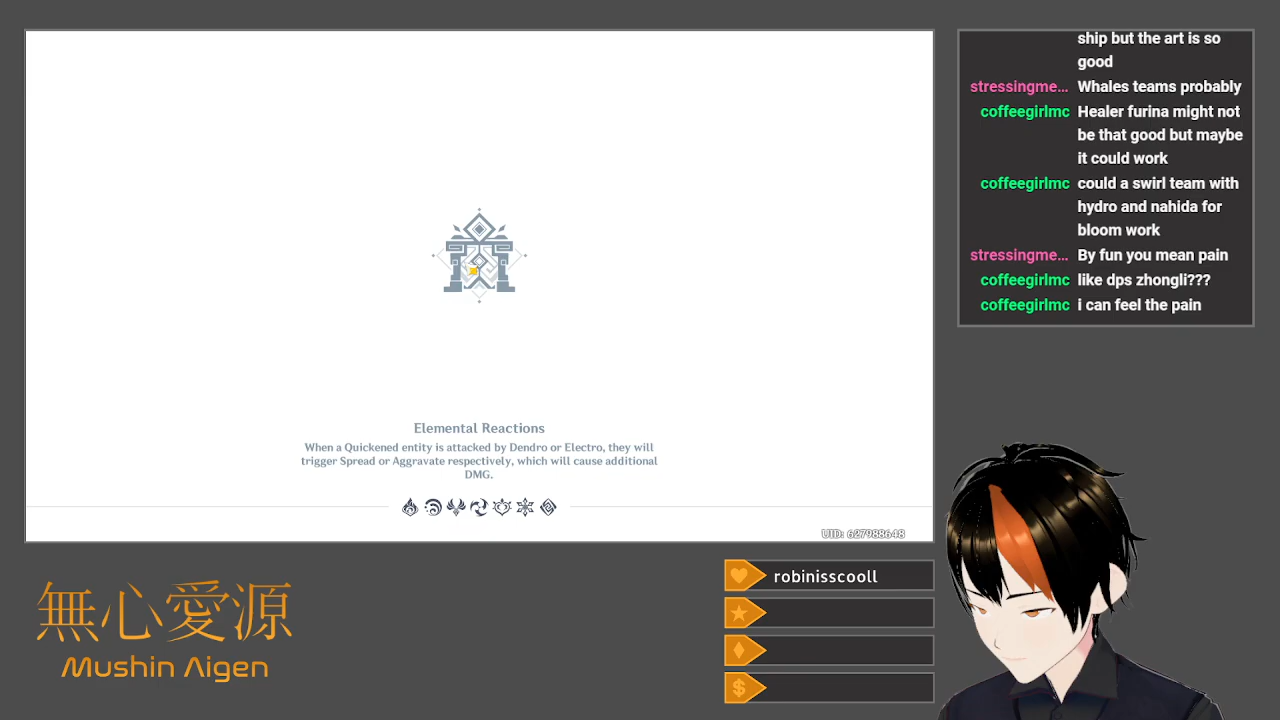 Elemental Reactions
When a Quickened entity is attacked by Dendro or Electro, they will
trigger Spread or Aggravate respectively, which will cause additional
DMG.
UID: 627988648
ship but the art is so
good
stressingme... Whales teams probably
coffeegirlmc Healer furina might not
be that good but maybe
it could work
coffeegirlmc could a swirl team with
hydro and nahida for
bloom work
stressingme... By fun you mean pain
coffeegirlmc like dps zhongli???
coffeegirlmc i can feel the pain
無心愛源
Mushin Aigen
robinisscooll
$